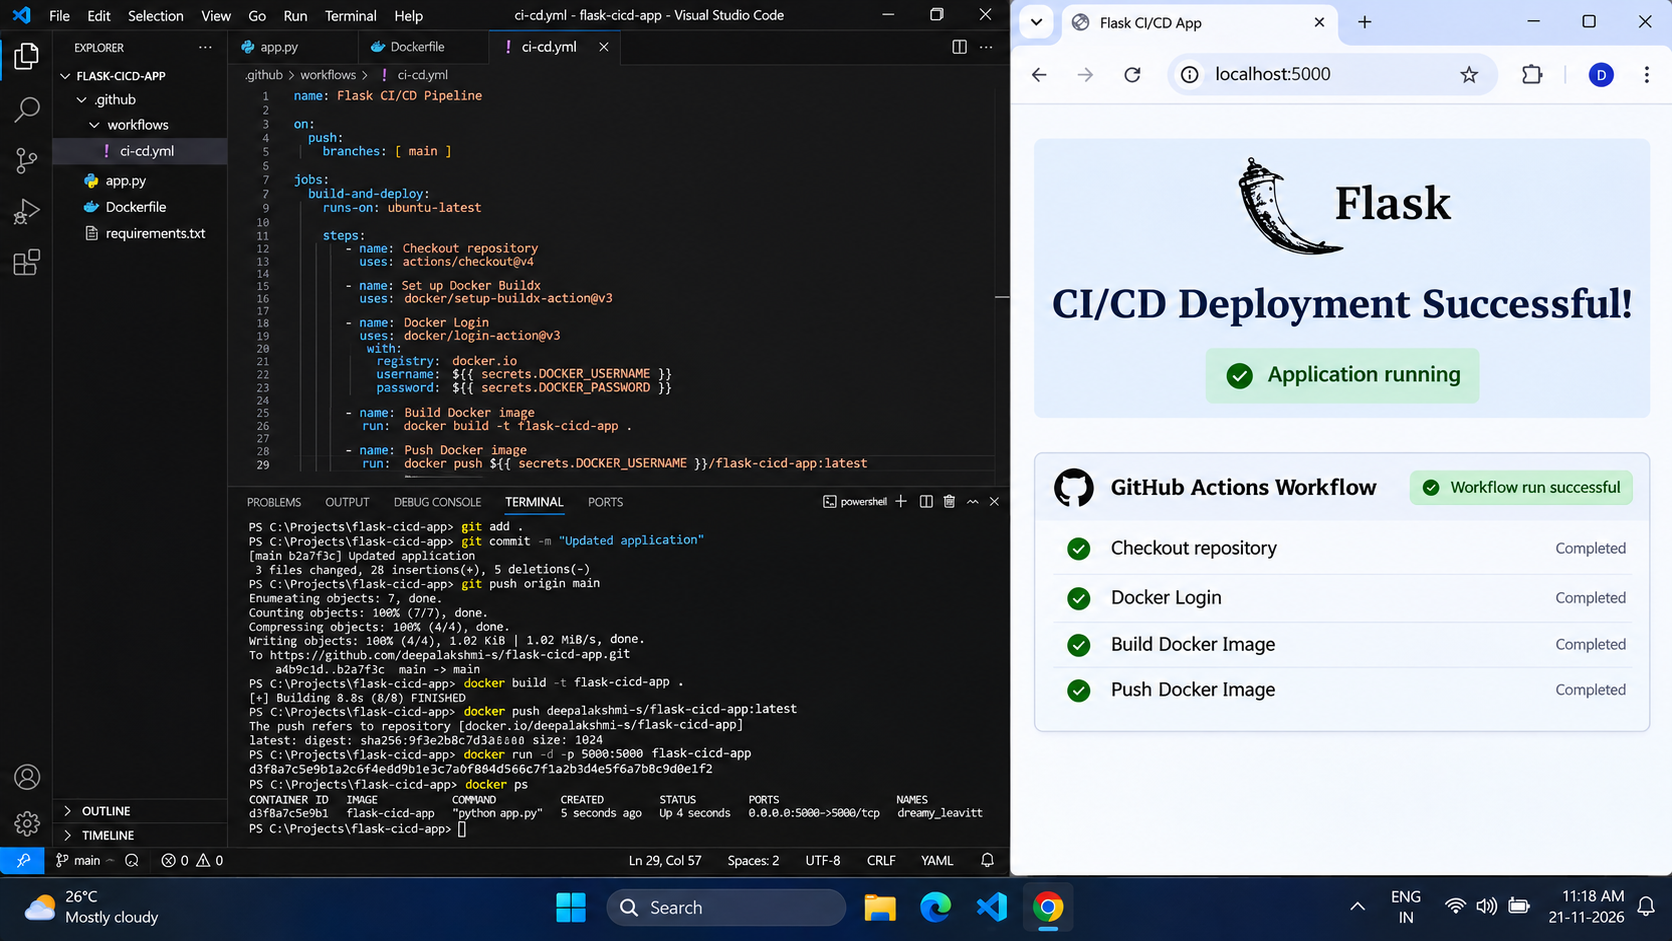 File Edit Selection View Go Run Terminal Help
ci-cd.yml - flask-cicd-app - Visual Studio Code
EXPLORER
FLASK-CICD-APP
.github
workflows
! ci-cd.yml
app.py
Dockerfile
requirements.txt
OUTLINE
TIMELINE
app.py Dockerfile ! ci-cd.yml
.github > workflows > ! ci-cd.yml
1 name: Flask CI/CD Pipeline
2
3 on:
4 push:
5 branches: [ main ]
6
7 jobs:
7 build-and-deploy:
9 runs-on: ubuntu-latest
10
11 steps:
12 - name: Checkout repository
13 uses: actions/checkout@v4
14
15 - name: Set up Docker Buildx
16 uses: docker/setup-buildx-action@v3
17
18 - name: Docker Login
19 uses: docker/login-action@v3
20 with:
21 registry: docker.io
22 username: ${{ secrets.DOCKER_USERNAME }}
23 password: ${{ secrets.DOCKER_PASSWORD }}
24
25 - name: Build Docker image
26 run: docker build -t flask-cicd-app .
27
28 - name: Push Docker image
29 run: docker push ${{ secrets.DOCKER_USERNAME }}/flask-cicd-app:latest
PROBLEMS OUTPUT DEBUG CONSOLE TERMINAL PORTS
powershell
PS C:\Projects\flask-cicd-app> git add .
PS C:\Projects\flask-cicd-app> git commit -m "Updated application"
[main b2a7f3c] Updated application
3 files changed, 28 insertions(+), 5 deletions(-)
PS C:\Projects\flask-cicd-app> git push origin main
Enumeating objects: 7, done.
Counting objects: 100% (7/7), done.
Compressing objects: 100% (4/4), done.
Writing objects: 100% (4/4), 1.02 KiB | 1.02 MiB/s, done.
To https://github.com/deepalakshmi-s/flask-cicd-app.git
a4b9c1d..b2a7f3c main -> main
PS C:\Projects\flask-cicd-app> docker build -t flask-cicd-app .
[+] Building 8.8s (8/8) FINISHED
PS C:\Projects\flask-cicd-app> docker push deepalakshmi-s/flask-cicd-app:latest
The push refers to repository [docker.io/deepalakshmi-s/flask-cicd-app]
latest: digest: size: 1024
PS C:\Projects\flask-cicd-app> docker run -d -p 5000:5000 flask-cicd-app
PS C:\Projects\flask-cicd-app> docker ps
CONTAINER ID IMAGE COMMAND CREATED STATUS PORTS NAMES
d3f8a7c5e9b1 flask-cicd-app "python app.py" 5 seconds ago Up 4 seconds 0.0.0.0:5000->5000/tcp dreamy_leavitt
PS C:\Projects\flask-cicd-app>
main 0 0 Ln 29, Col 57 Spaces: 2 UTF-8 CRLF YAML
Flask CI/CD App
localhost:5000
D
Flask
CI/CD Deployment Successful!
Application running
GitHub Actions Workflow Workflow run successful
Checkout repository Completed
Docker Login Completed
Build Docker Image Completed
Push Docker Image Completed
26°C
Mostly cloudy
Search
ENG
IN
11:18 AM
21-11-2026